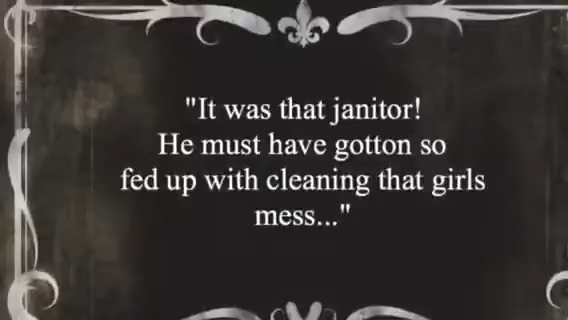 "It was that janitor!
He must have gotton so
fed up with cleaning that girls
mess..."